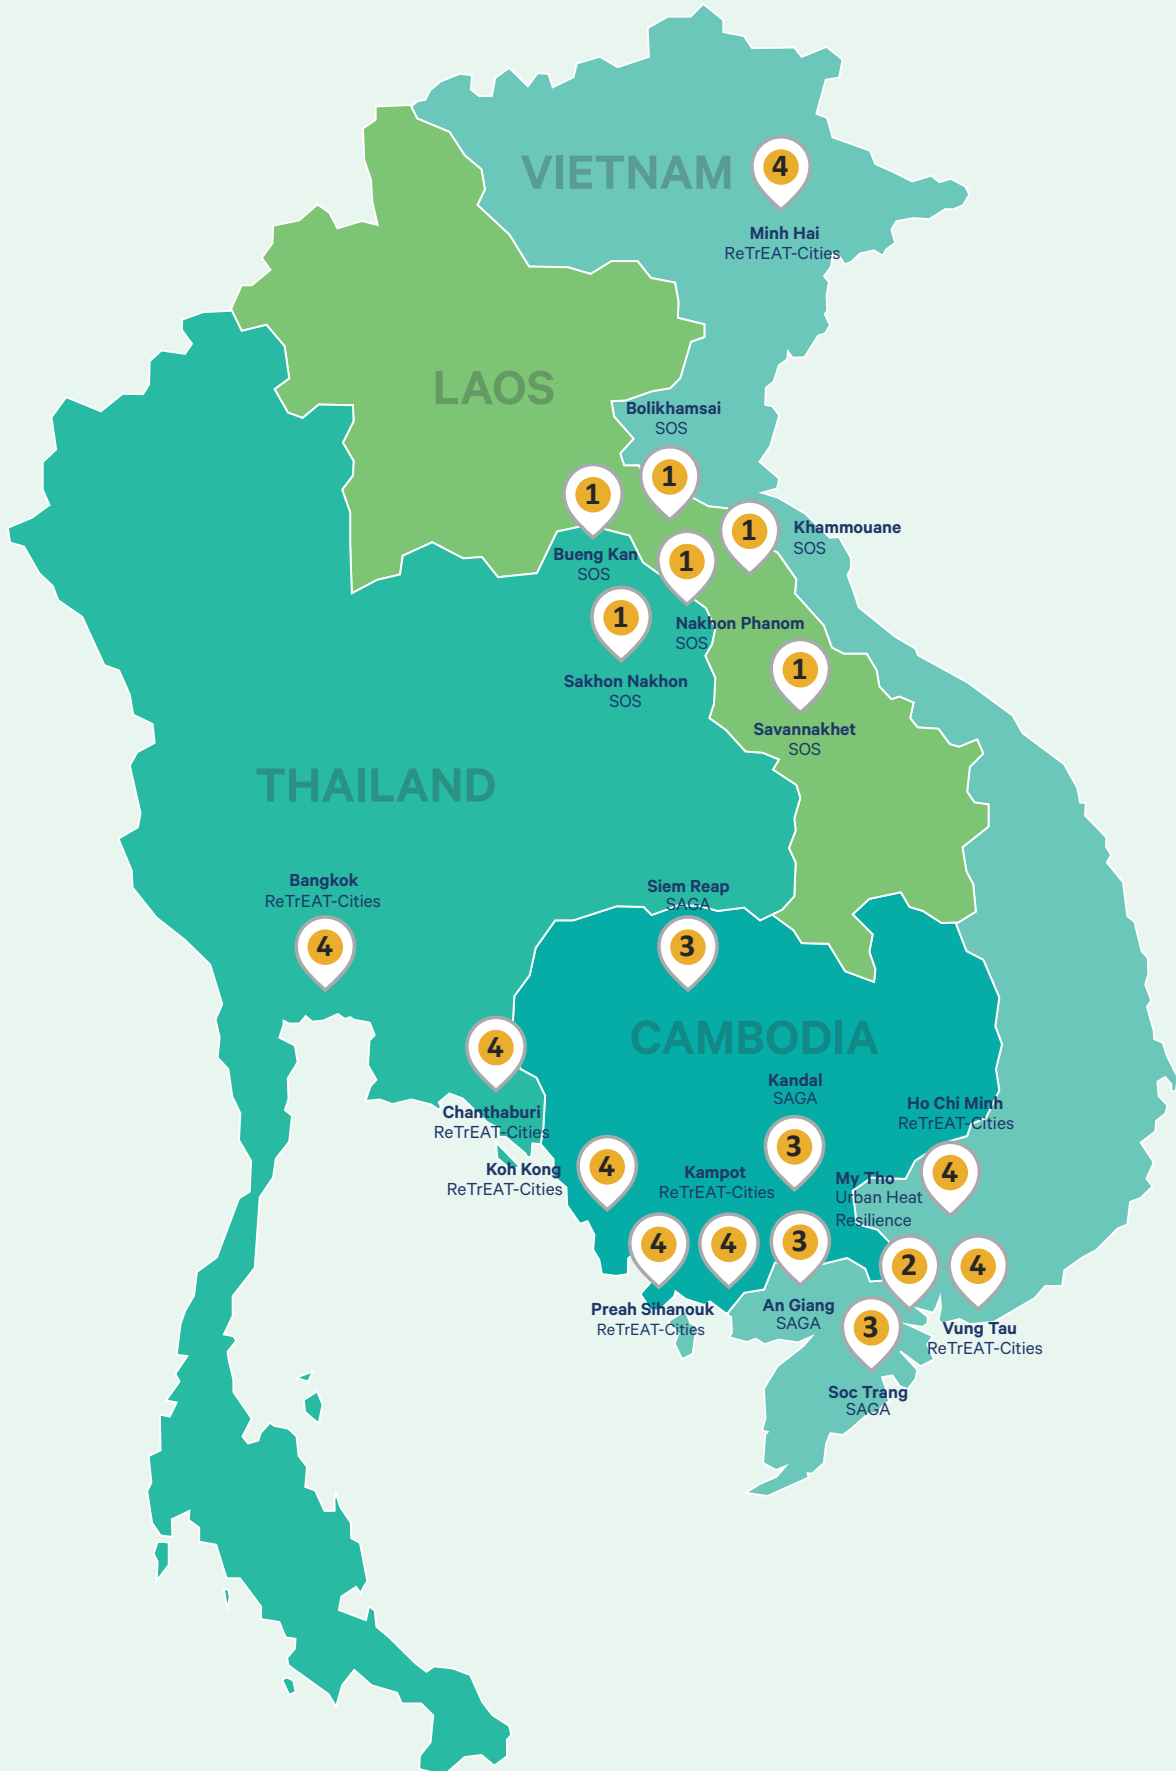 VIETNAM
4
Minh Hai
ReTrEAT-Cities
LAOS
Bolikhamsai
SOS
1
1
Bueng Kan
SOS
1
Khammouane
SOS
1
Nakhon Phanom
SOS
1
Sakhon Nakhon
SOS
1
Savannakhet
SOS
THAILAND
Bangkok
ReTrEAT-Cities
4
Siem Reap
SAGA
3
CAMBODIA
4
Chanthaburi
ReTrEAT-Cities
Kandal
SAGA
3
Ho Chi Minh
ReTrEAT-Cities
4
Koh Kong
ReTrEAT-Cities
4
Kampot
ReTrEAT-Cities
4
My Tho
Urban Heat
Resilience
2
4
Preah Sihanouk
ReTrEAT-Cities
3
An Giang
SAGA
4
Vung Tau
ReTrEAT-Cities
3
Soc Trang
SAGA